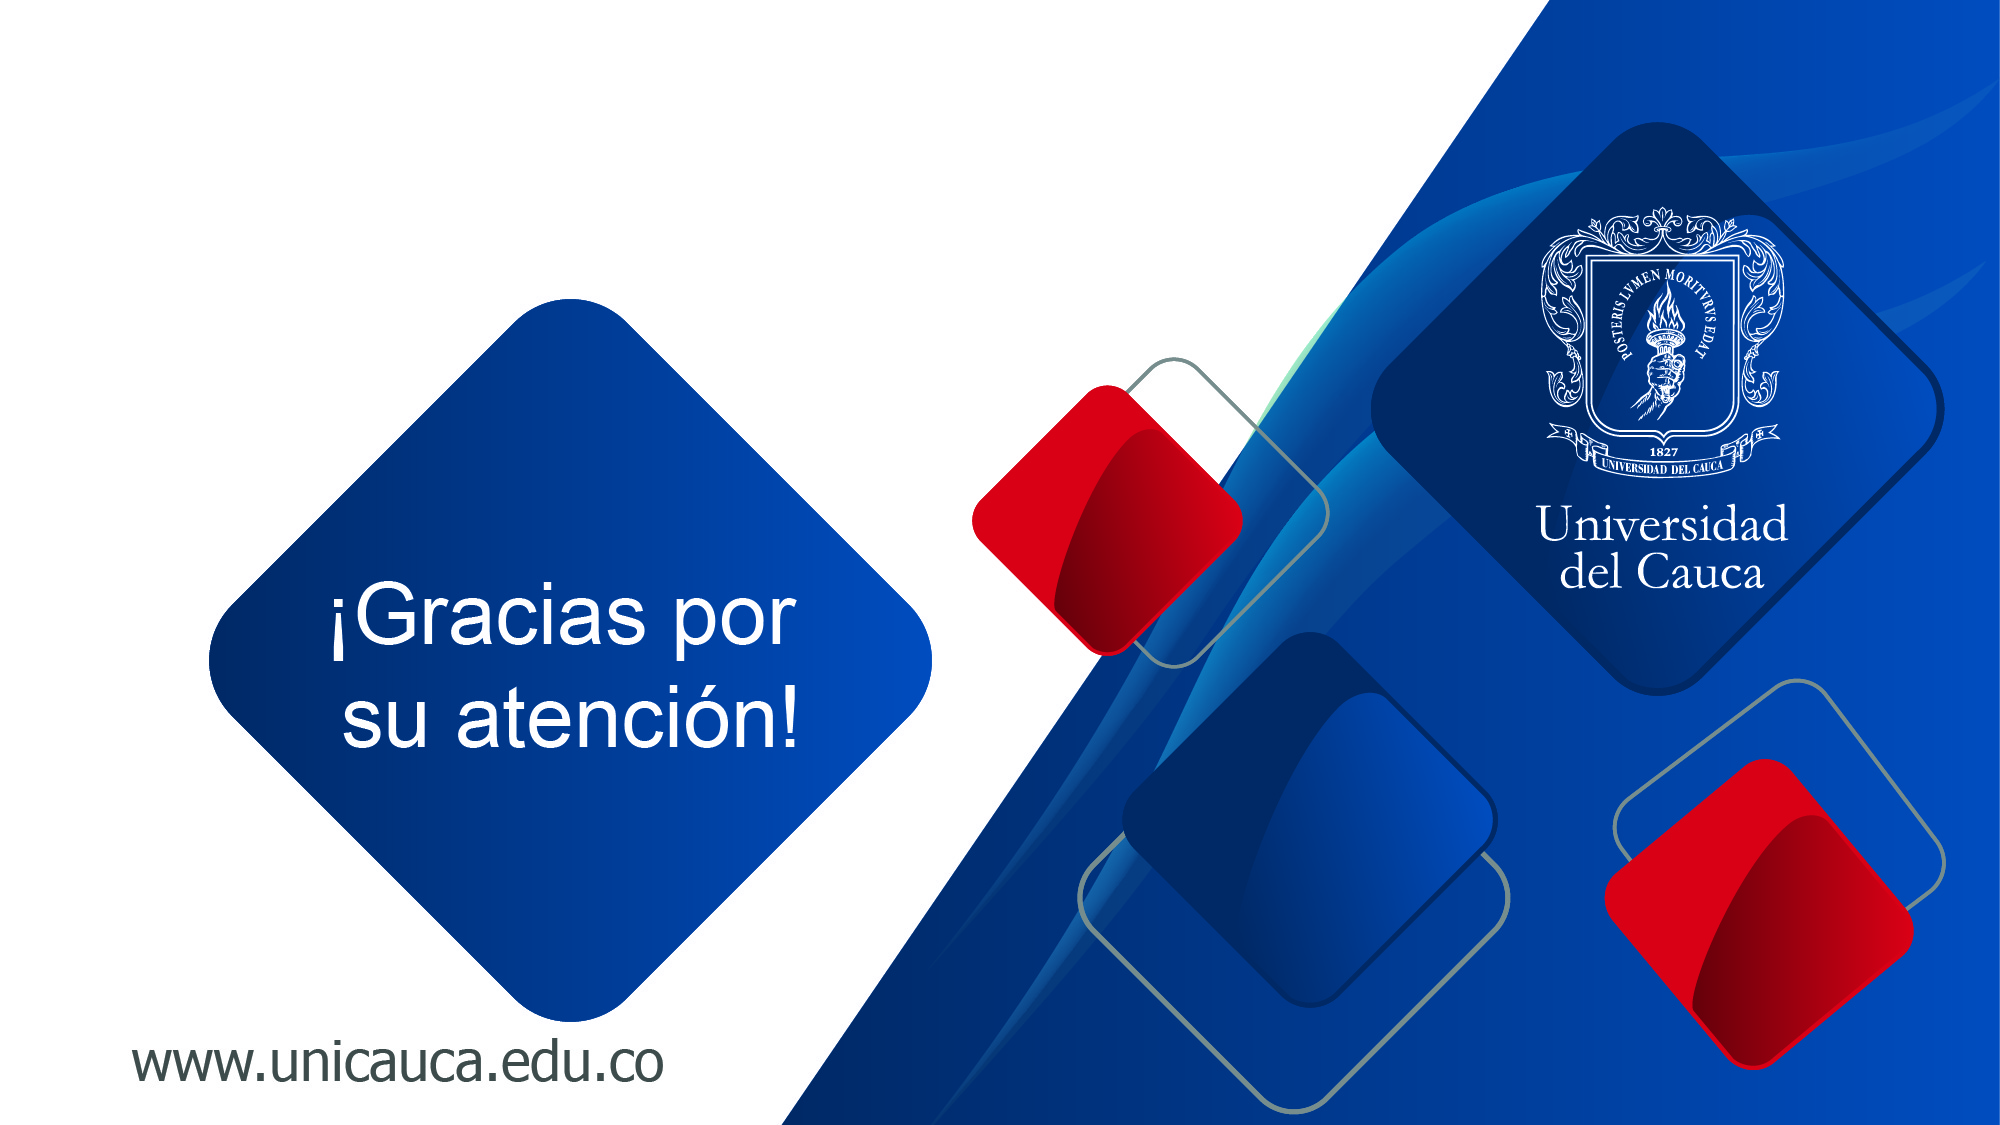 POSTERIS LVMEN MORITVRVS EDAT
1827
UNIVERSIDAD DEL CAUCA
Universidad
del Cauca
¡Gracias por
su atención!
www.unicauca.edu.co